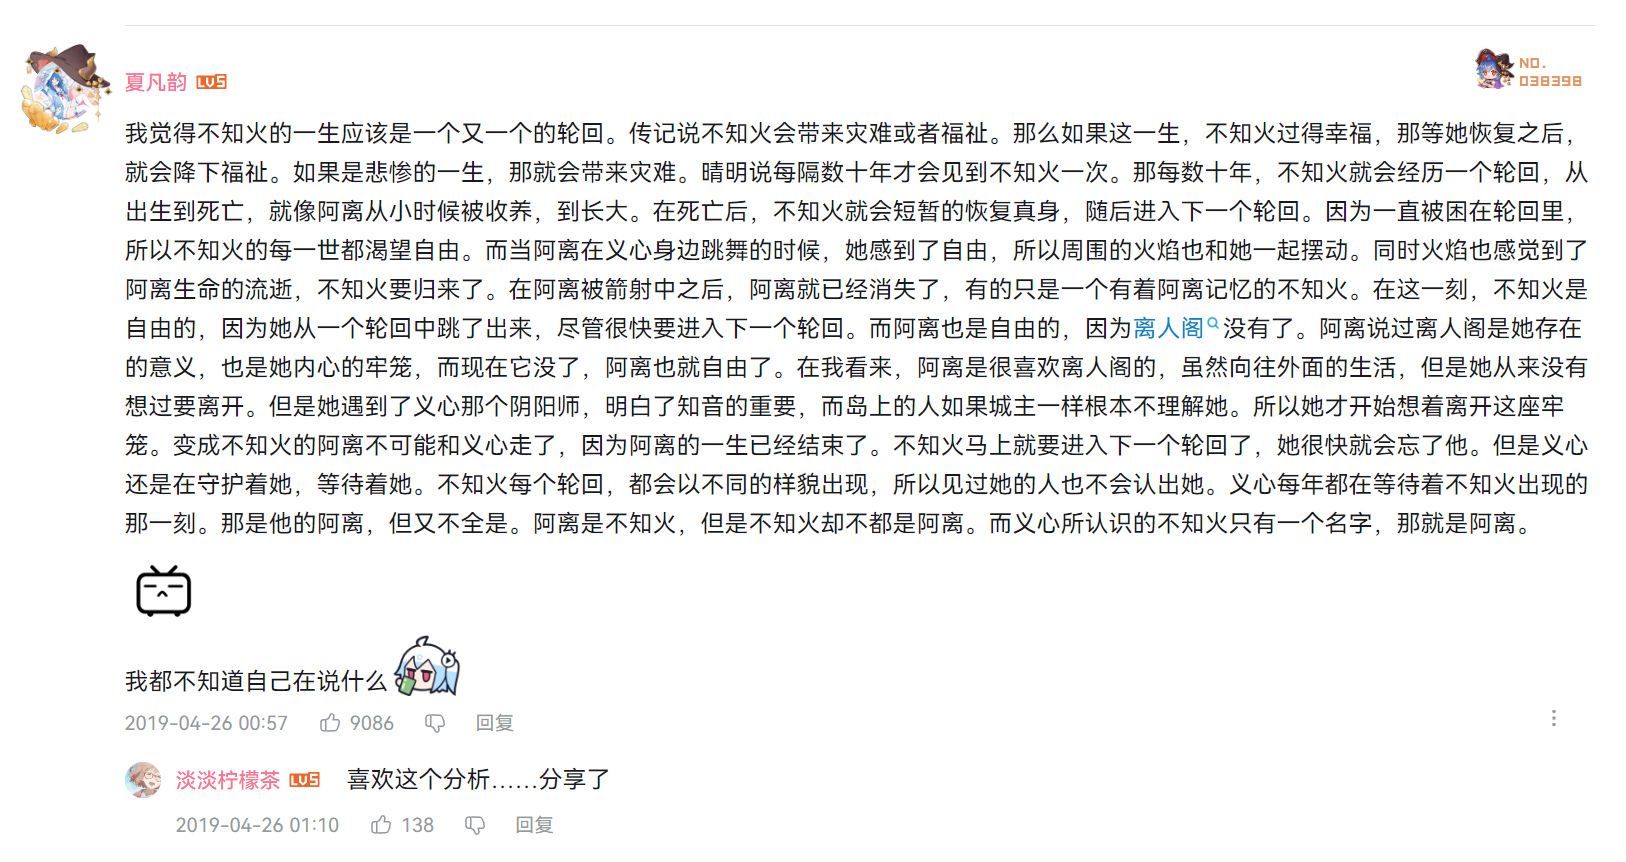 夏凡韵 LV5
NO.
038398
我觉得不知火的一生应该是一个又一个的轮回。传记说不知火会带来灾难或者福祉。那么如果这一生，不知火过得幸福，那等她恢复之后，
就会降下福祉。如果是悲惨的一生，那就会带来灾难。晴明说每隔数十年才会见到不知火一次。那每数十年，不知火就会经历一个轮回，从
出生到死亡，就像阿离从小时候被收养，到长大。在死亡后，不知火就会短暂的恢复真身，随后进入下一个轮回。因为一直被困在轮回里，
所以不知火的每一世都渴望自由。而当阿离在义心身边跳舞的时候，她感到了自由，所以周围的火焰也和她一起摆动。同时火焰也感觉到了
阿离生命的流逝，不知火要归来了。在阿离被箭射中之后，阿离就已经消失了，有的只是一个有着阿离记忆的不知火。在这一刻，不知火是
自由的，因为她从一个轮回中跳了出来，尽管很快要进入下一个轮回。而阿离也是自由的，因为离人阁没有了。阿离说过离人阁是她存在
的意义，也是她内心的牢笼，而现在它没了，阿离也就自由了。在我看来，阿离是很喜欢离人阁的，虽然向往外面的生活，但是她从来没有
想过要离开。但是她遇到了义心那个阴阳师，明白了知音的重要，而岛上的人如果城主一样根本不理解她。所以她才开始想着离开这座牢
笼。变成不知火的阿离不可能和义心走了，因为阿离的一生已经结束了。不知火马上就要进入下一个轮回了，她很快就会忘了他。但是义心
还是在守护着她，等待着她。不知火每个轮回，都会以不同的样貌出现，所以见过她的人也不会认出她。义心每年都在等待着不知火出现的
那一刻。那是他的阿离，但又不全是。阿离是不知火，但是不知火却不都是阿离。而义心所认识的不知火只有一个名字，那就是阿离。
我都不知道自己在说什么
2019-04-26 00:57 9086 回复
淡淡柠檬茶 LV5 喜欢这个分析……分享了
2019-04-26 01:10 138 回复